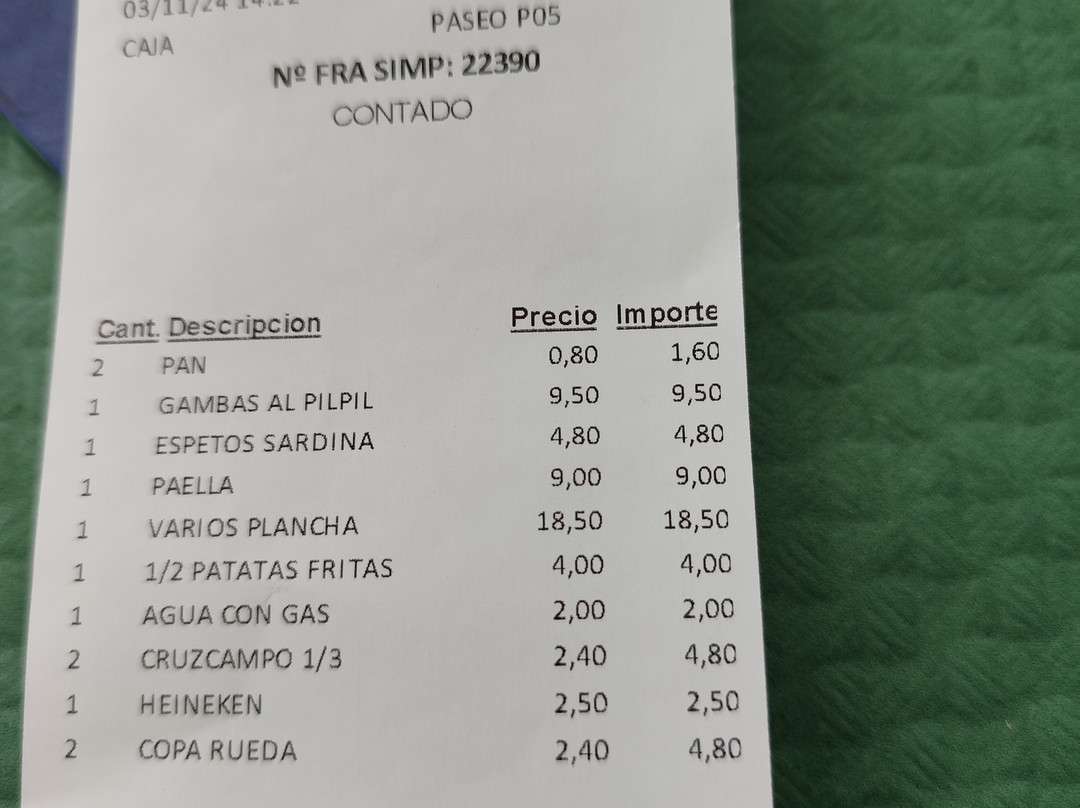 03/11/24
CAJA PASEO P05
Nº FRA SIMP: 22390
CONTADO
Cant. Descripcion Precio Importe
2 PAN 0,80 1,60
1 GAMBAS AL PILPIL 9,50 9,50
1 ESPETOS SARDINA 4,80 4,80
1 PAELLA 9,00 9,00
1 VARIOS PLANCHA 18,50 18,50
1 1/2 PATATAS FRITAS 4,00 4,00
1 AGUA CON GAS 2,00 2,00
2 CRUZCAMPO 1/3 2,40 4,80
1 HEINEKEN 2,50 2,50
2 COPA RUEDA 2,40 4,80